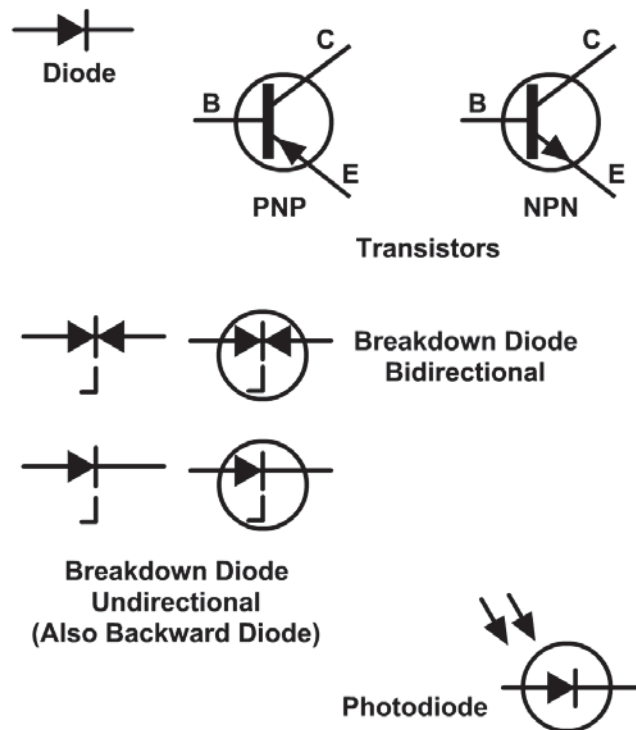 Diode
C
B
E
PNP
C
B
E
NPN
Transistors
Breakdown Diode
Bidirectional
Breakdown Diode
Undirectional
(Also Backward Diode)
Photodiode